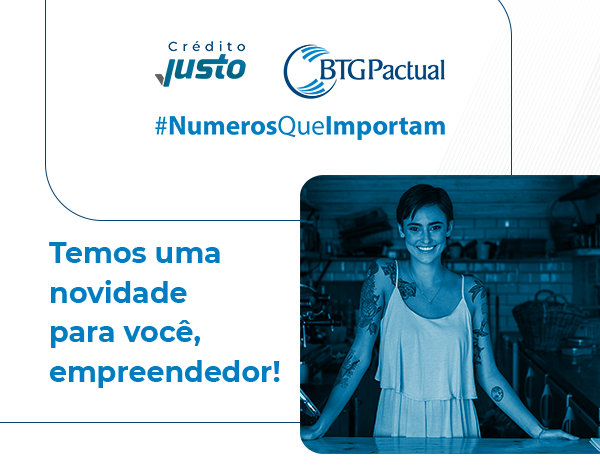 Crédito
justo
BTGPactual
#NumerosQueImportam
Temos uma
novidade
para você,
empreendedor!